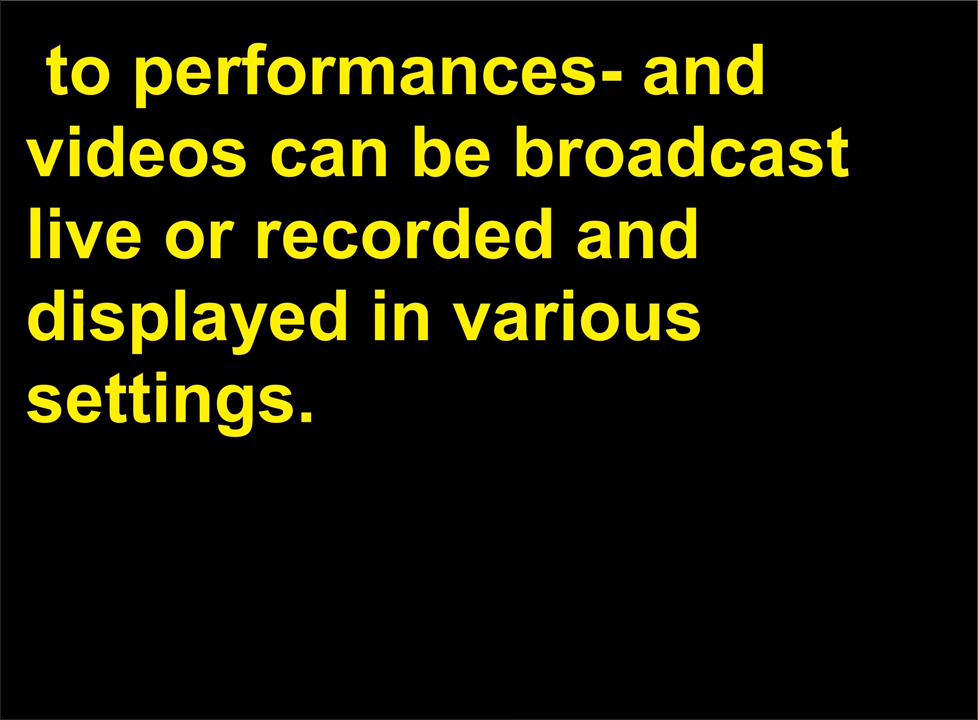 to performances- and
videos can be broadcast
live or recorded and
displayed in various
settings.